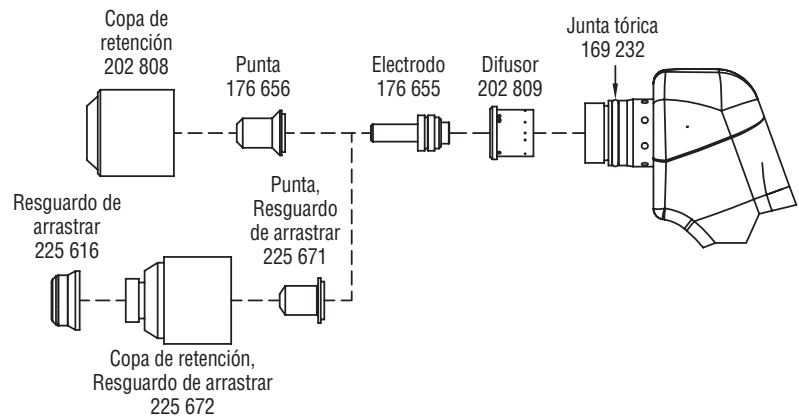 Copa de
retención
202 808
Punta
176 656
Electrodo
176 655
Difusor
202 809
Junta tórica
169 232
Resguardo de
arrastrar
225 616
Punta,
Resguardo
de arrastrar
225 671
Copa de retención,
Resguardo de arrastrar
225 672